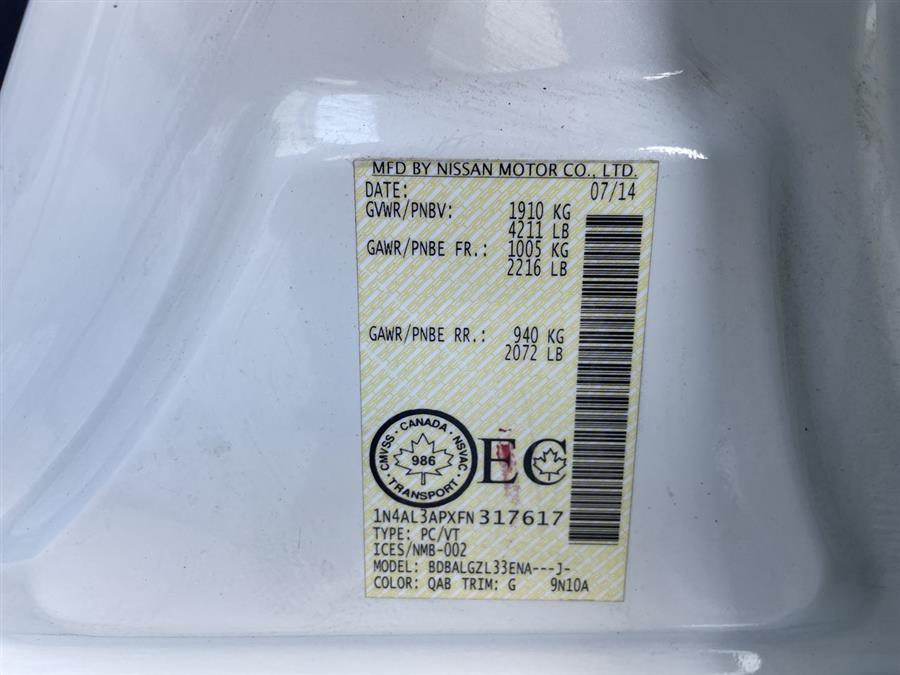 MFD BY NISSAN MOTOR CO., LTD.
DATE: 07/14
GVWR/PNBV: 1910 KG
4211 LB
GAWR/PNBE FR.: 1005 KG
2216 LB
GAWR/PNBE RR.: 940 KG
2072 LB
CMVSS · CANADA · NSVAC · TRANSPORT ·
986
EC
1N4AL3APXFN317617
TYPE: PC/VT
ICES/NMB-002
MODEL: BDBALGZL33ENA---J-
COLOR: QAB TRIM: G 9N10A